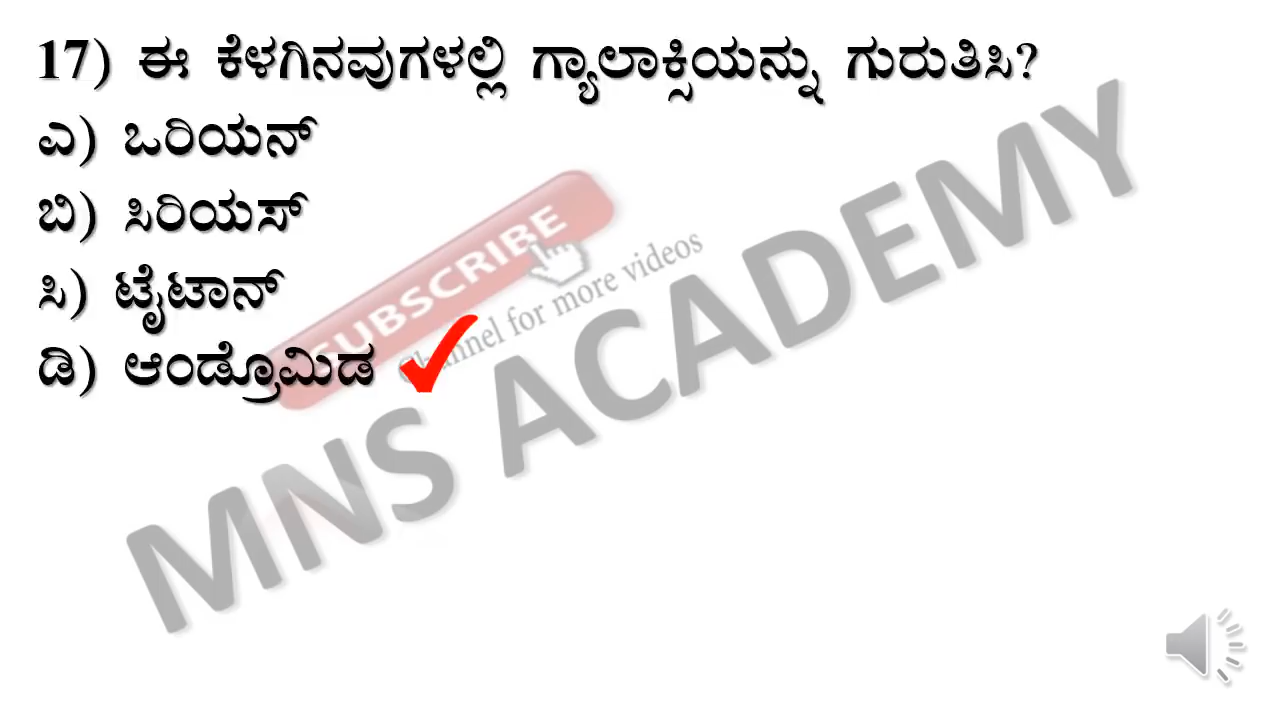 17) ಈ ಕೆಳಗಿನವುಗಳಲ್ಲಿ ಗ್ಯಾಲಾಕ್ಸಿಯನ್ನು ಗುರುತಿಸಿ?
ಎ) ಒರಿಯನ್
ಬಿ) ಸಿರಿಯಸ್
ಸಿ) ಟೈಟಾನ್
ಡಿ) ಆಂಡ್ರೊಮಿಡ
SUBSCRIBE
Channel for more videos
MNS ACADEMY